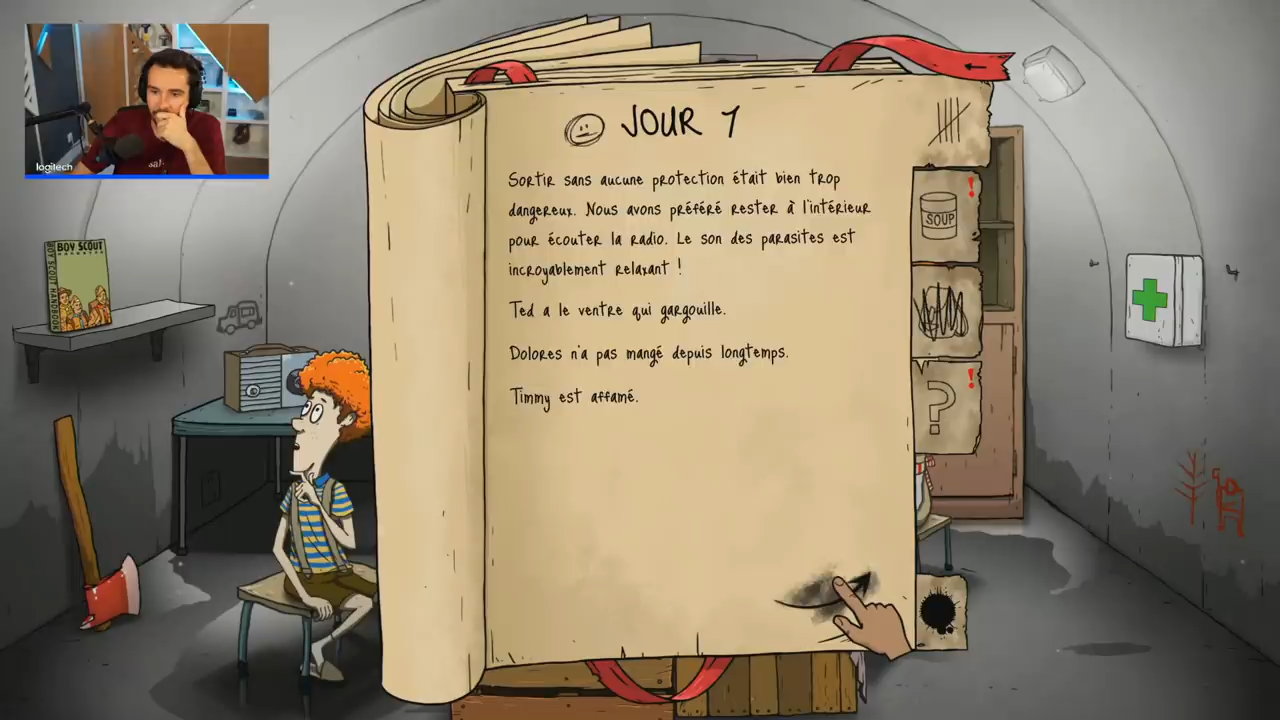 logitech
JOUR 7
Sortir sans aucune protection était bien trop
dangereux. Nous avons préféré rester à l'intérieur
pour écouter la radio. Le son des parasites est
incroyablement relaxant !
Ted a le ventre qui gargouille.
Dolores n'a pas mangé depuis longtemps.
Timmy est affamé.
SOUP
!
?
!
BOY SCOUT
BOY SCOUT HANDBOOK